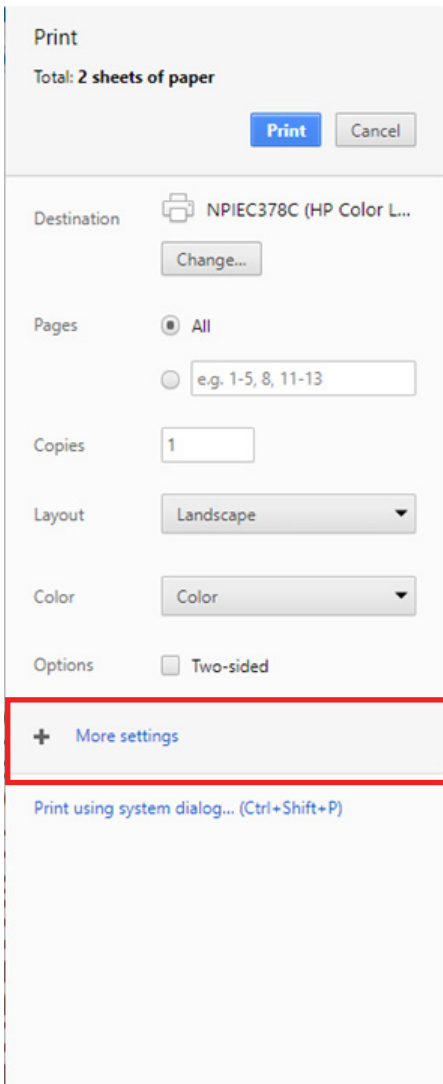 Print
Total: 2 sheets of paper
Print Cancel
Destination NPIEC378C (HP Color L...
Change...
Pages All
e.g. 1-5, 8, 11-13
Copies 1
Layout Landscape
Color Color
Options Two-sided
+ More settings
Print using system dialog... (Ctrl+Shift+P)